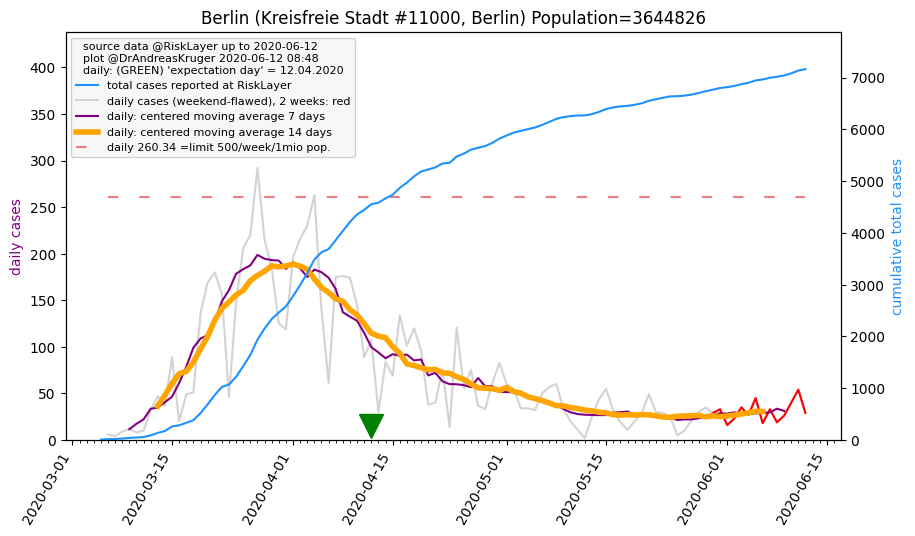 Berlin (Kreisfreie Stadt #11000, Berlin) Population=3644826
source data @RiskLayer up to 2020-06-12
plot @DrAndreasKruger 2020-06-12 08:48
daily: (GREEN) 'expectation day' = 12.04.2020
total cases reported at RiskLayer
daily cases (weekend-flawed), 2 weeks: red
daily: centered moving average 7 days
daily: centered moving average 14 days
daily 260.34 =limit 500/week/1mio pop.
daily cases
400
350
300
250
200
150
100
50
0
cumulative total cases
7000
6000
5000
4000
3000
2000
1000
0
2020-03-01
2020-03-15
2020-04-01
2020-04-15
2020-05-01
2020-05-15
2020-06-01
2020-06-15